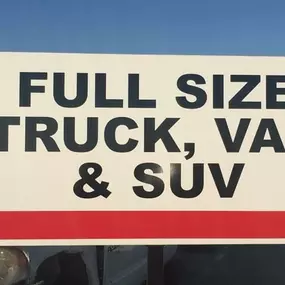 FULL SIZE
TRUCK, VA
& SUV